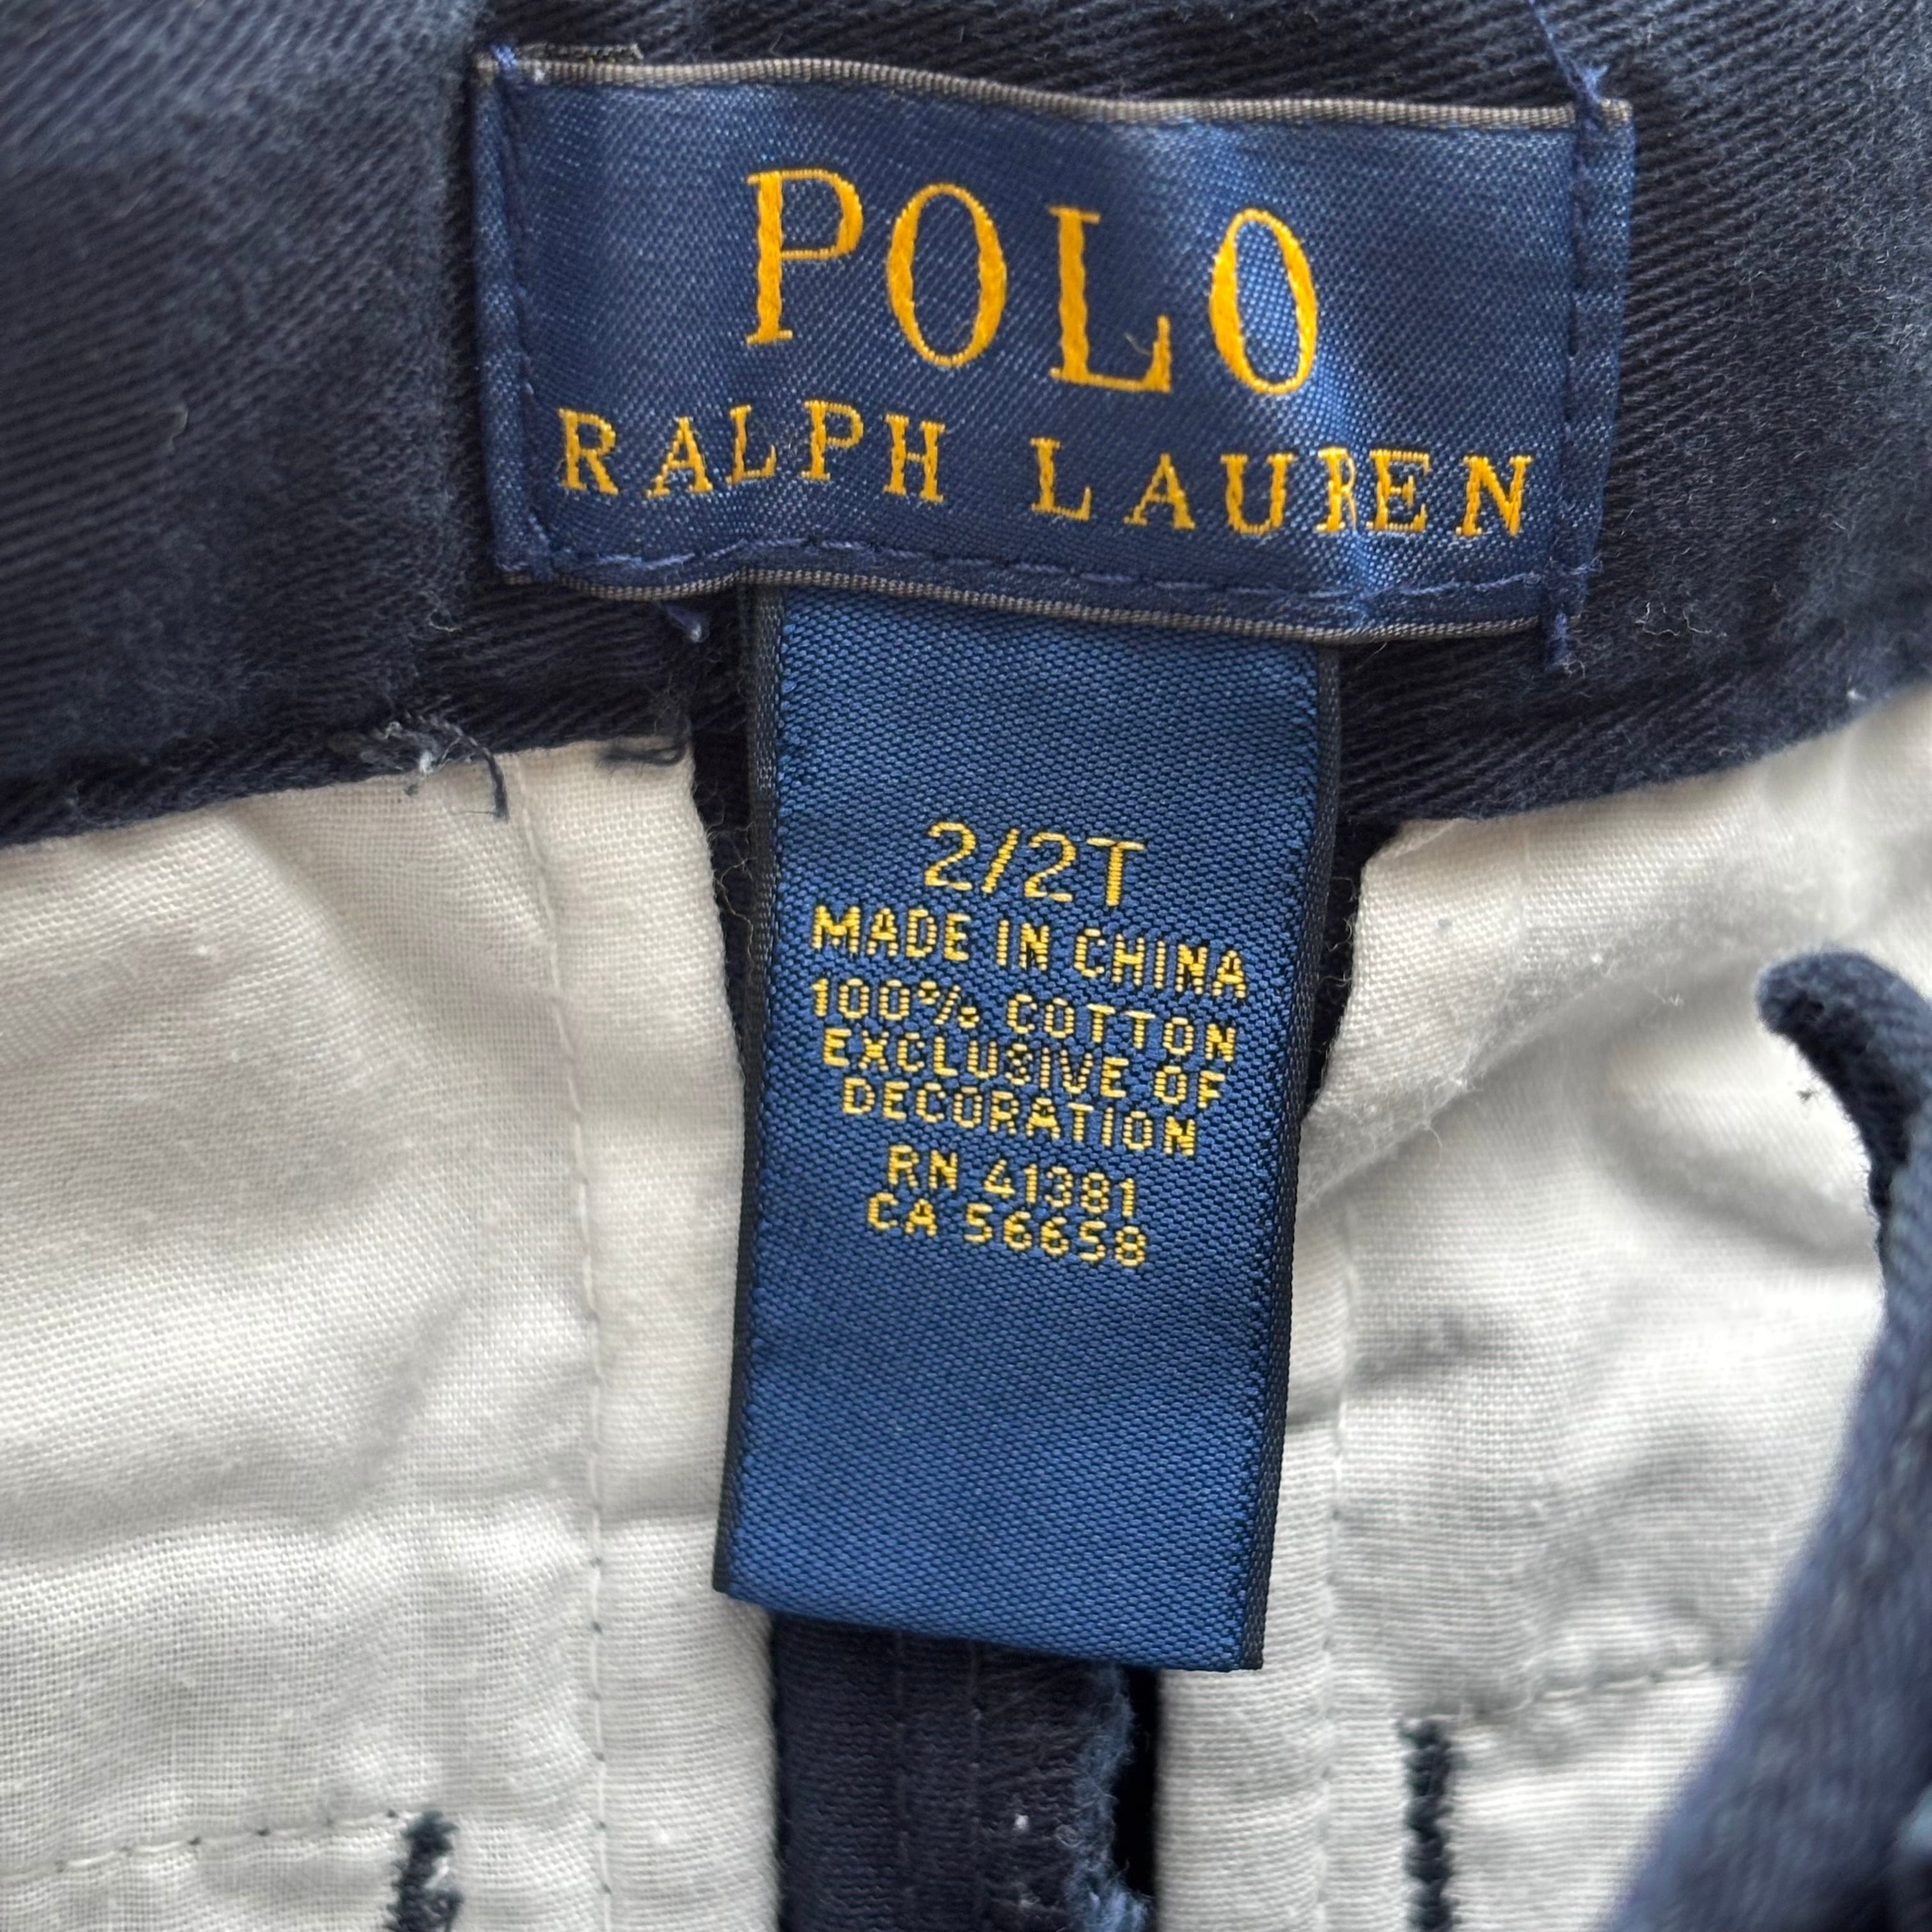 POLO
RALPH LAUREN
2/2T
MADE IN CHINA
100% COTTON
EXCLUSIVE OF
DECORATION
RN 41381
CA 56658